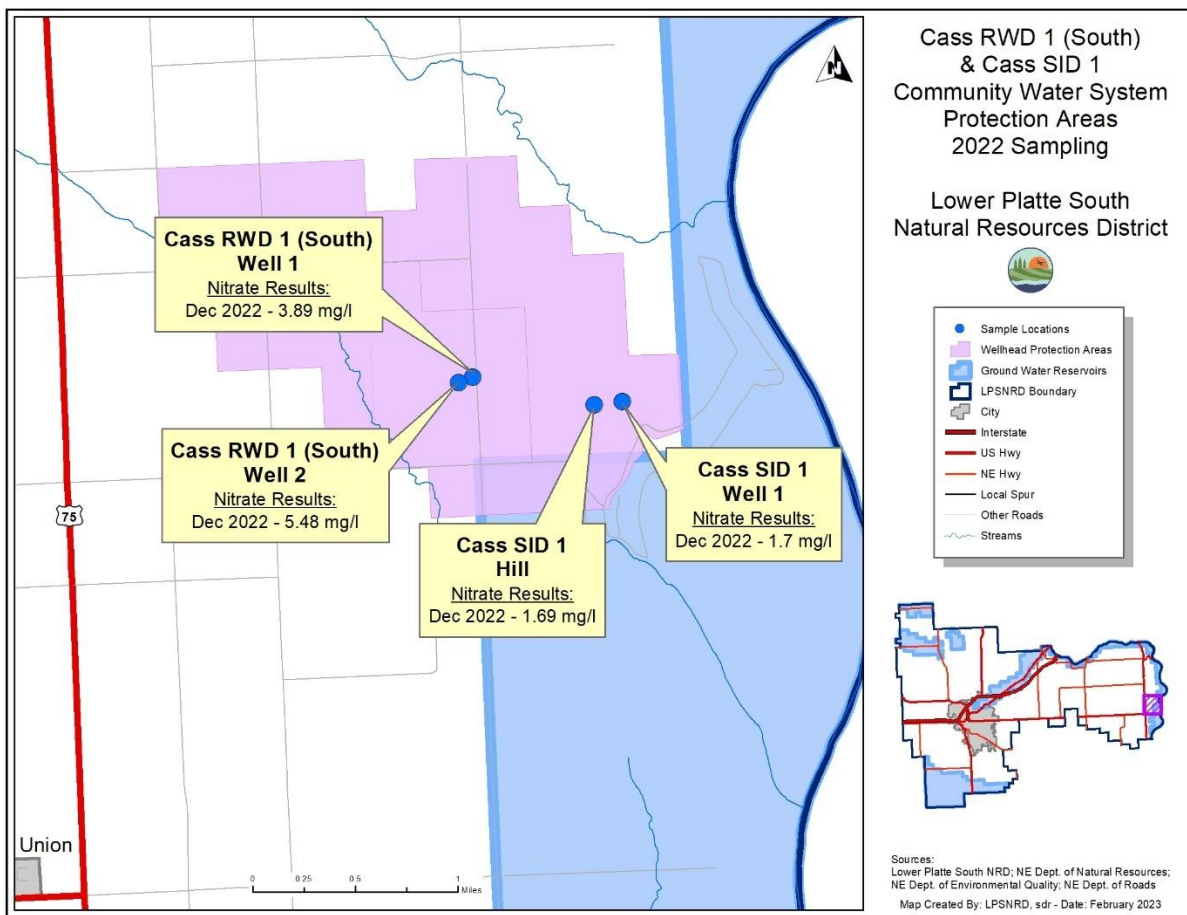 Cass RWD 1 (South)
& Cass SID 1
Community Water System
Protection Areas
2022 Sampling
Lower Platte South
Natural Resources District
N
Cass RWD 1 (South)
Well 1
Nitrate Results:
Dec 2022 - 3.89 mg/l
Cass RWD 1 (South)
Well 2
Nitrate Results:
Dec 2022 - 5.48 mg/l
Cass SID 1
Hill
Nitrate Results:
Dec 2022 - 1.69 mg/l
Cass SID 1
Well 1
Nitrate Results:
Dec 2022 - 1.7 mg/l
75
Union
0 0.25 0.5 1
Miles
Sample Locations
Wellhead Protection Areas
Ground Water Reservoirs
LPSNRD Boundary
City
Interstate
US Hwy
NE Hwy
Local Spur
Other Roads
Streams
Sources:
Lower Platte South NRD; NE Dept. of Natural Resources;
NE Dept. of Environmental Quality; NE Dept. of Roads
Map Created By: LPSNRD, sdr - Date: February 2023